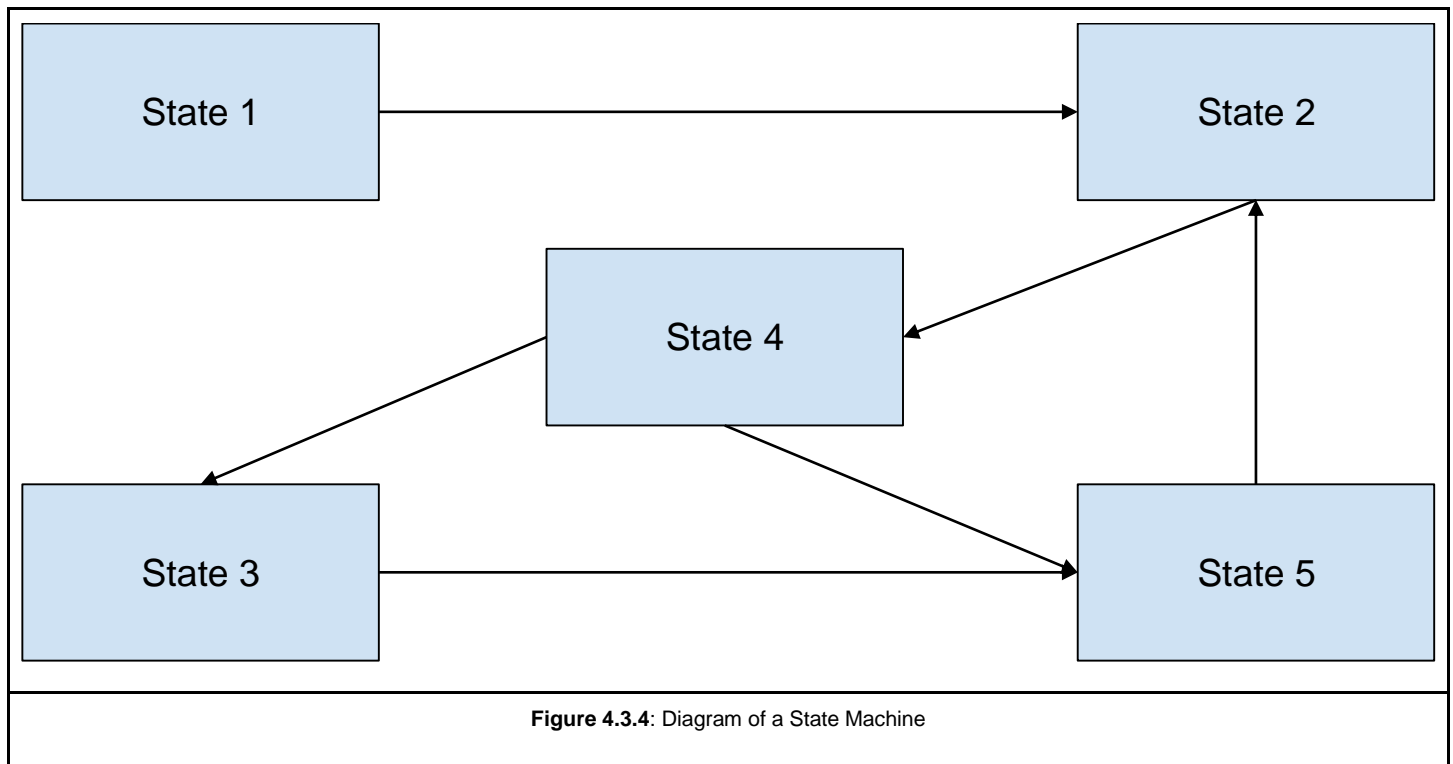 State 1
State 2
State 4
State 3
State 5
Figure 4.3.4: Diagram of a State Machine